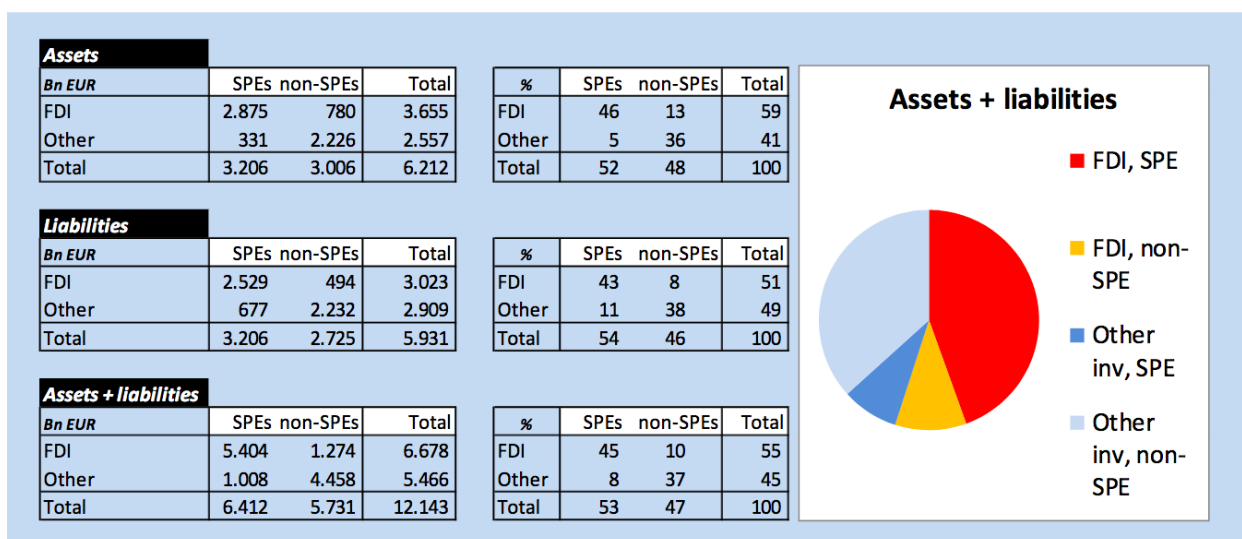 Assets
Bn EUR SPEs non-SPEs Total
FDI 2.875 780 3.655
Other 331 2.226 2.557
Total 3.206 3.006 6.212
% SPEs non-SPEs Total
FDI 46 13 59
Other 5 36 41
Total 52 48 100
Liabilities
Bn EUR SPEs non-SPEs Total
FDI 2.529 494 3.023
Other 677 2.232 2.909
Total 3.206 2.725 5.931
% SPEs non-SPEs Total
FDI 43 8 51
Other 11 38 49
Total 54 46 100
Assets + liabilities
Bn EUR SPEs non-SPEs Total
FDI 5.404 1.274 6.678
Other 1.008 4.458 5.466
Total 6.412 5.731 12.143
% SPEs non-SPEs Total
FDI 45 10 55
Other 8 37 45
Total 53 47 100
Assets + liabilities
FDI, SPE
FDI, non-
SPE
Other
inv, SPE
Other
inv, non-
SPE